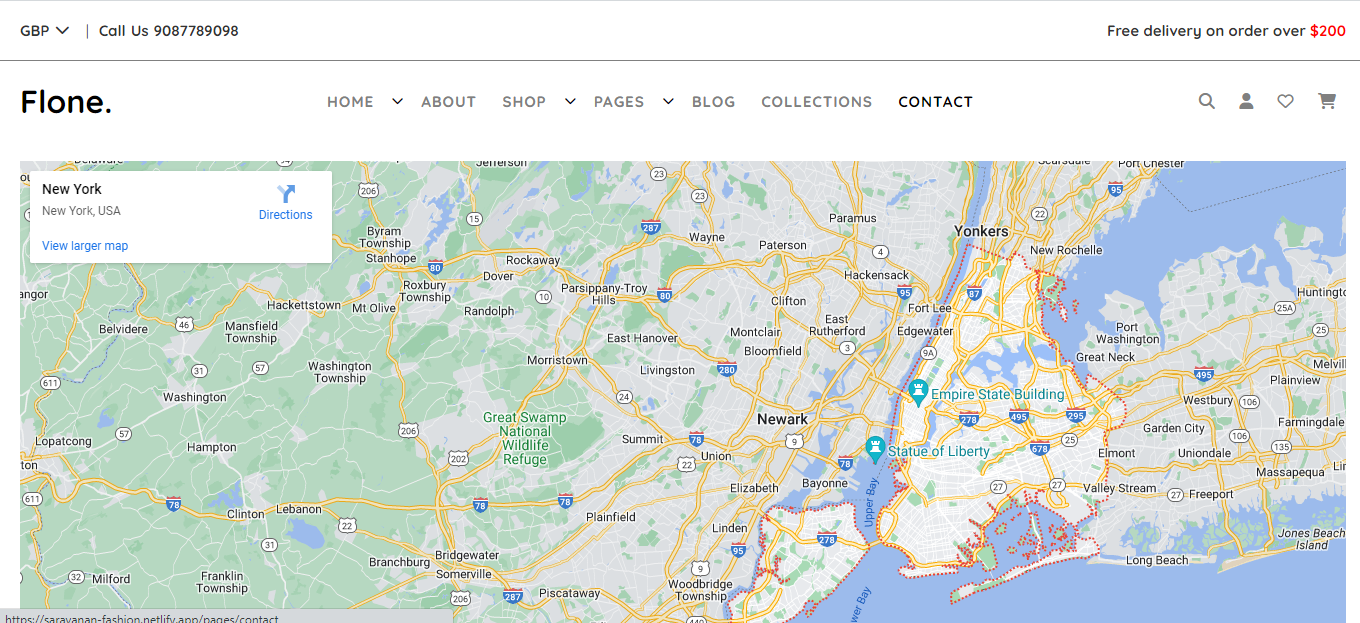 GBP | Call Us 9087789098
Free delivery on order over $200
Flone.
HOME ABOUT SHOP PAGES BLOG COLLECTIONS CONTACT
New York
New York, USA
Directions
View larger map
Jefferson
Scarsdale
Port Chester
206
23
23
95
15
287
22
Paramus
Byram
Township
Wayne
Paterson
Yonkers
4
New Rochelle
Stanhope
80
Rockaway
Dover
Hackensack
Roxbury
Township
Parsippany-Troy
Hills
10
80
95
87
Hackettstown
Mt Olive
Randolph
Clifton
Fort Lee
25A
46
Belvidere
Mansfield
Township
East
Rutherford
Edgewater
Port
Washington
25
East Hanover
Montclair
Bloomfield
3
9A
Great Neck
31
57
Washington
Township
Morristown
Livingston
280
495
Plainview
611
Washington
24
Empire State Building
Westbury
106
Great Swamp
National
Wildlife
Refuge
Newark
278
495
295
Garden City
Farmingdale
57
206
Lopatcong
Hampton
Summit
78
9
Statue of Liberty
678
25
106
135
Elmont
Uniondale
202
22
Union
78
Massapequa
611
78
Elizabeth
Bayonne
Upper Bay
27
27
Valley Stream
27
Freeport
78
78
Clinton
Lebanon
Plainfield
22
Linden
278
Jones Beach
Island
31
Bridgewater
95
Branchburg
Long Beach
Somerville
9
32
Milford
Franklin
Township
Woodbridge
Township
206
287
Piscataway
440
https://saravanan-fashion.netlify.app/pages/contact